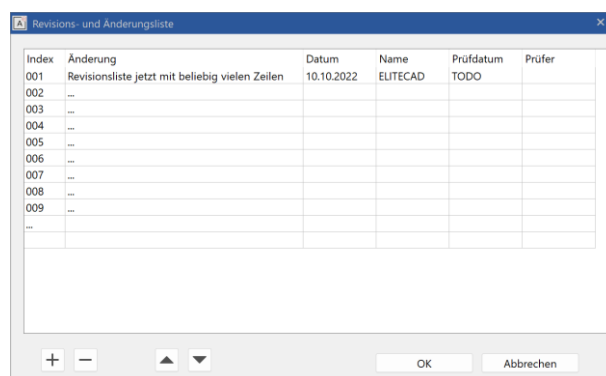 A Revisions- und Änderungsliste
Index Änderung Datum Name Prüfdatum Prüfer
001 Revisionsliste jetzt mit beliebig vielen Zeilen 10.10.2022 ELITECAD TODO
002 ...
003 ...
004 ...
005 ...
006 ...
007 ...
008 ...
009 ...
...
OK Abbrechen